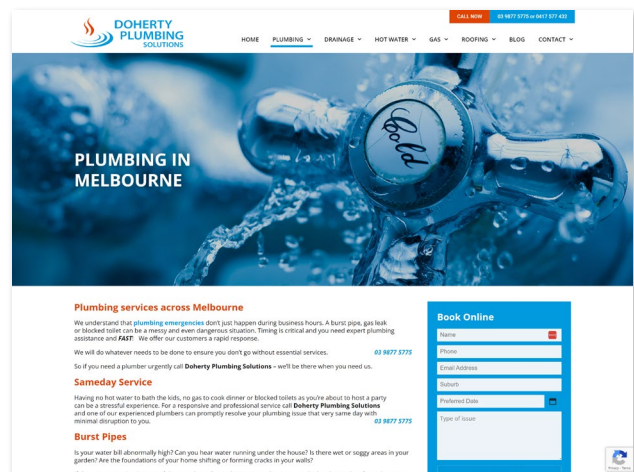 DOHERTY
PLUMBING
SOLUTIONS
CALL NOW
03 9877 5775 or 0417 577 432
HOME
PLUMBING
DRAINAGE
HOT WATER
GAS
ROOFING
BLOG
CONTACT
Cold
PLUMBING IN
MELBOURNE
Plumbing services across Melbourne
We understand that plumbing emergencies don't just happen during business hours. A burst pipe, gas leak
or blocked toilet can be a messy and even dangerous situation. Timing is critical and you need expert plumbing
assistance and FAST! We offer our customers a rapid response.
We will do whatever needs to be done to ensure you don't go without essential services. 03 9877 5775
So if you need a plumber urgently call Doherty Plumbing Solutions – we'll be there when you need us.
Sameday Service
Having no hot water to bath the kids, no gas to cook dinner or blocked toilets as you're about to host a party
can be a stressful experience. For a responsive and professional service call Doherty Plumbing Solutions
and one of our experienced plumbers can promptly resolve your plumbing issue that very same day with
minimal disruption to you. 03 9877 5775
Burst Pipes
Is your water bill abnormally high? Can you hear water running under the house? Is there wet or soggy areas in your
garden? Are the foundations of your home shifting or forming cracks in your walls?
Book Online
Name
Phone
Email Address
Suburb
Preferred Date
Type of issue
Privacy - Terms